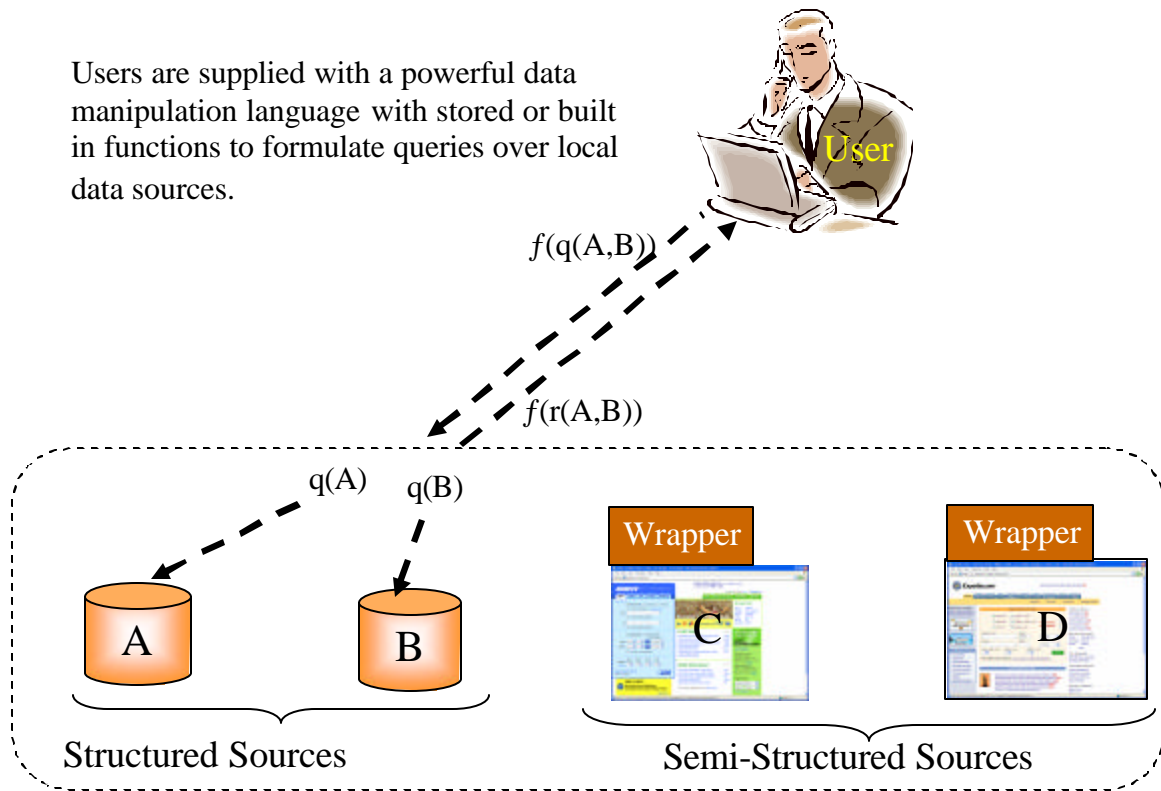 Users are supplied with a powerful data
manipulation language with stored or built
in functions to formulate queries over local
data sources.
User
f(q(A,B))
f(r(A,B))
q(A)
q(B)
Wrapper
Wrapper
A
B
C
D
Structured Sources
Semi-Structured Sources